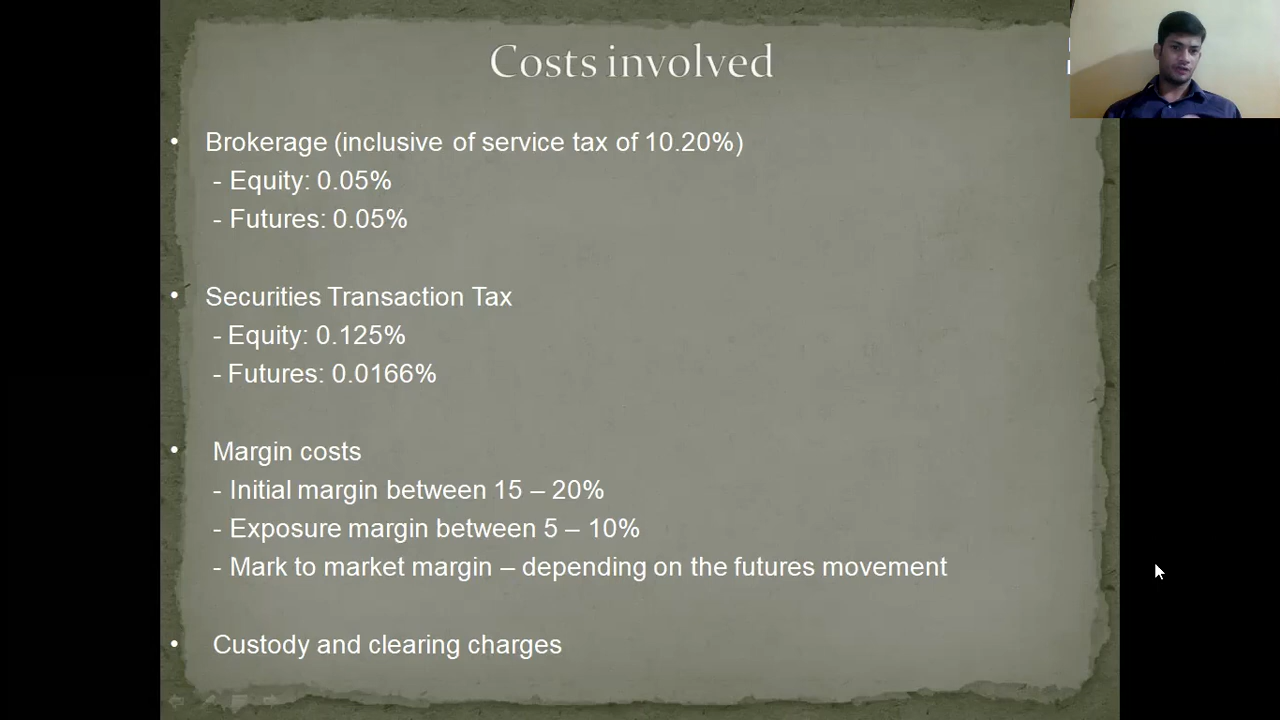 Costs involved
• Brokerage (inclusive of service tax of 10.20%)
- Equity: 0.05%
- Futures: 0.05%
• Securities Transaction Tax
- Equity: 0.125%
- Futures: 0.0166%
• Margin costs
- Initial margin between 15 – 20%
- Exposure margin between 5 – 10%
- Mark to market margin – depending on the futures movement
• Custody and clearing charges